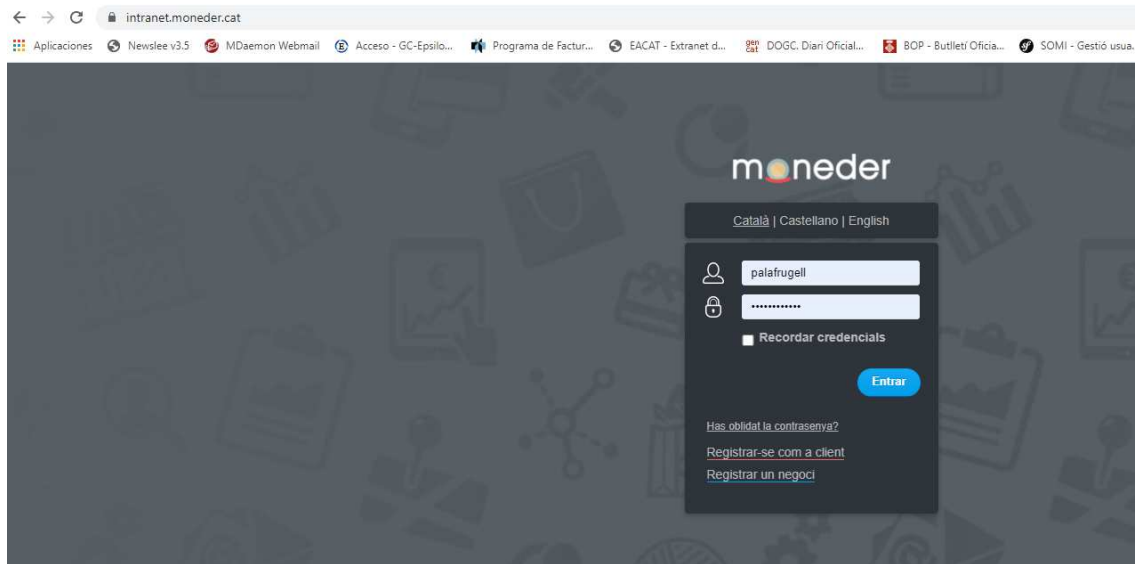 intranet.moneder.cat
Aplicaciones Newslee v3.5 MDaemon Webmail Acceso - GC-Epsilo... Programa de Factur... EACAT - Extranet d... gen cat DOGC. Diari Oficial... BOP - Butlletí Oficia... SOMI - Gestió usua...
moneder
Català | Castellano | English
palafrugell
••••••••••••
Recordar credencials
Entrar
Has oblidat la contrasenya?
Registrar-se com a client
Registrar un negoci